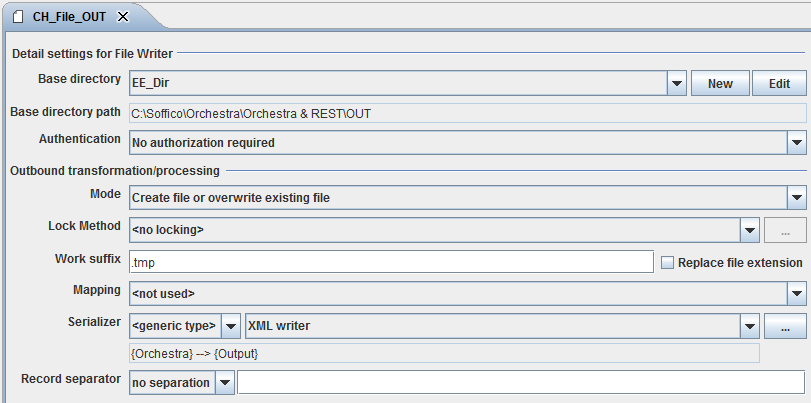 CH_File_OUT
Detail settings for File Writer
Base directory EE_Dir New Edit
Base directory path C:\Soffico\Orchestra\Orchestra & REST\OUT
Authentication No authorization required
Outbound transformation/processing
Mode Create file or overwrite existing file
Lock Method <no locking> ...
Work suffix .tmp Replace file extension
Mapping <not used>
Serializer <generic type> XML writer ...
{Orchestra} --> {Output}
Record separator no separation